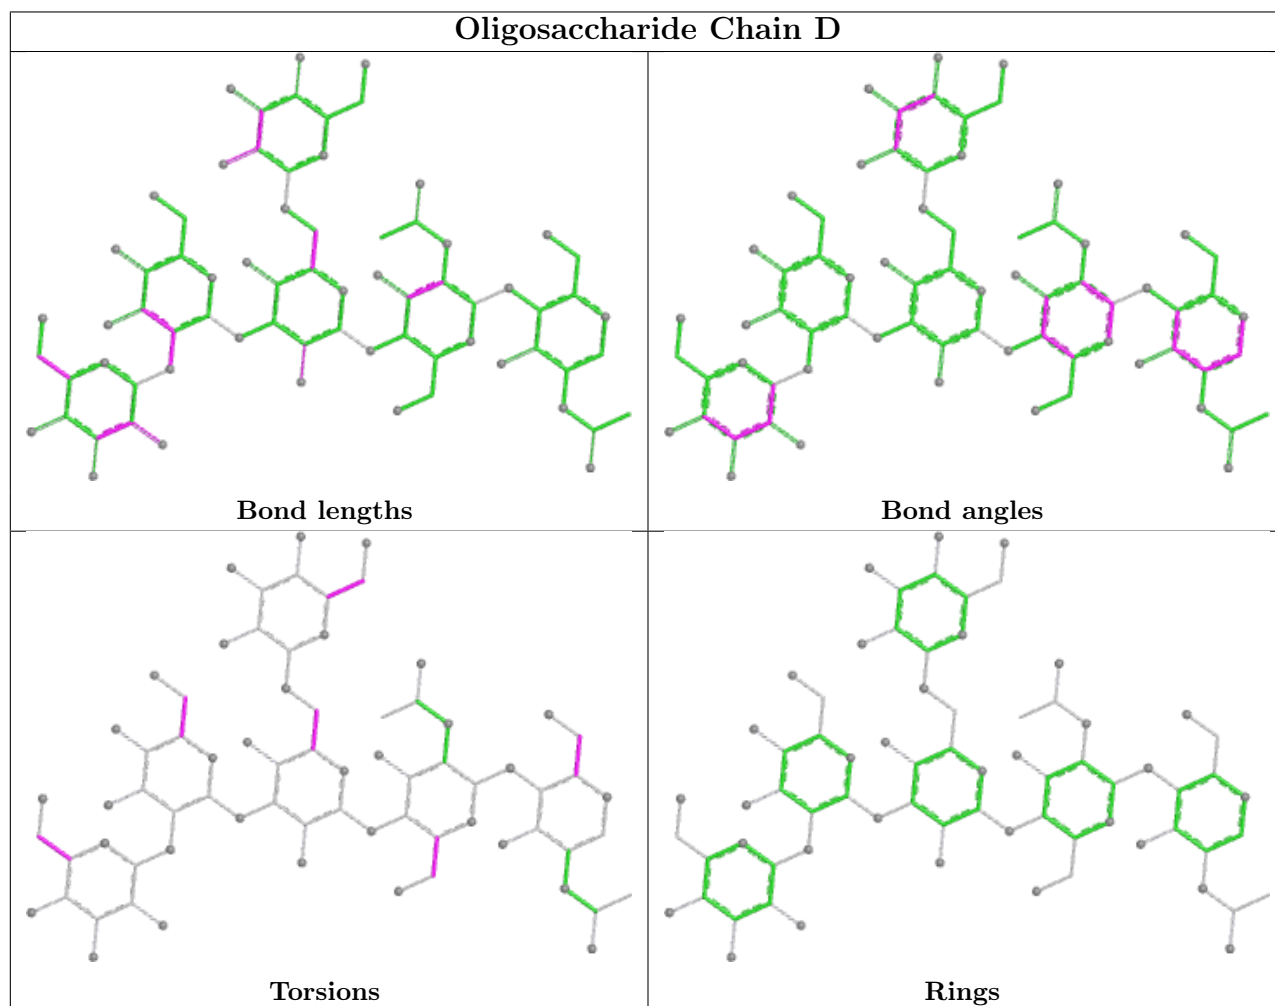 Oligosaccharide Chain D
Bond lengths
Bond angles
Torsions
Rings